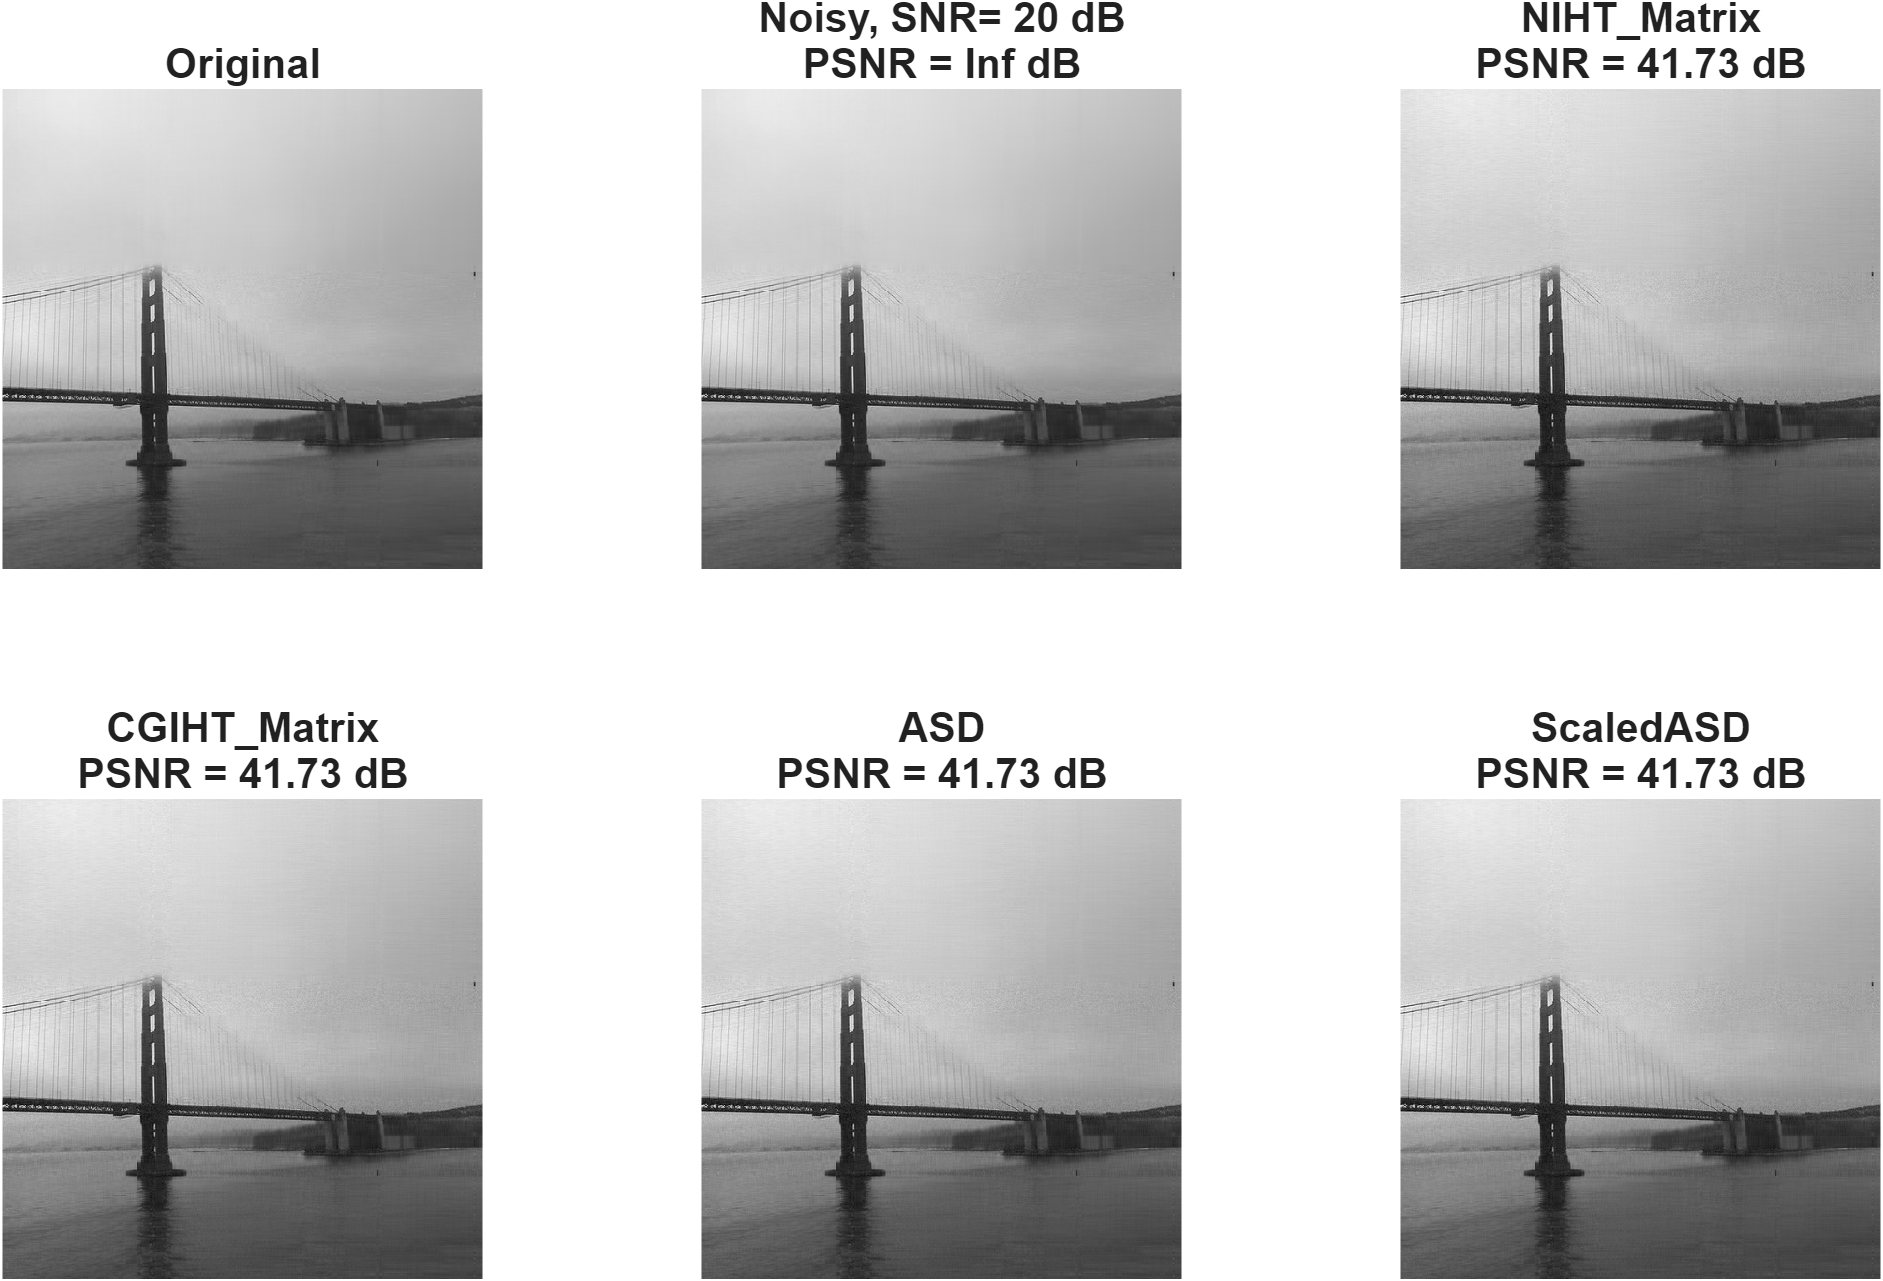 Original
Noisy, SNR= 20 dB
PSNR = Inf dB
NIHT_Matrix
PSNR = 41.73 dB
CGIHT_Matrix
PSNR = 41.73 dB
ASD
PSNR = 41.73 dB
ScaledASD
PSNR = 41.73 dB